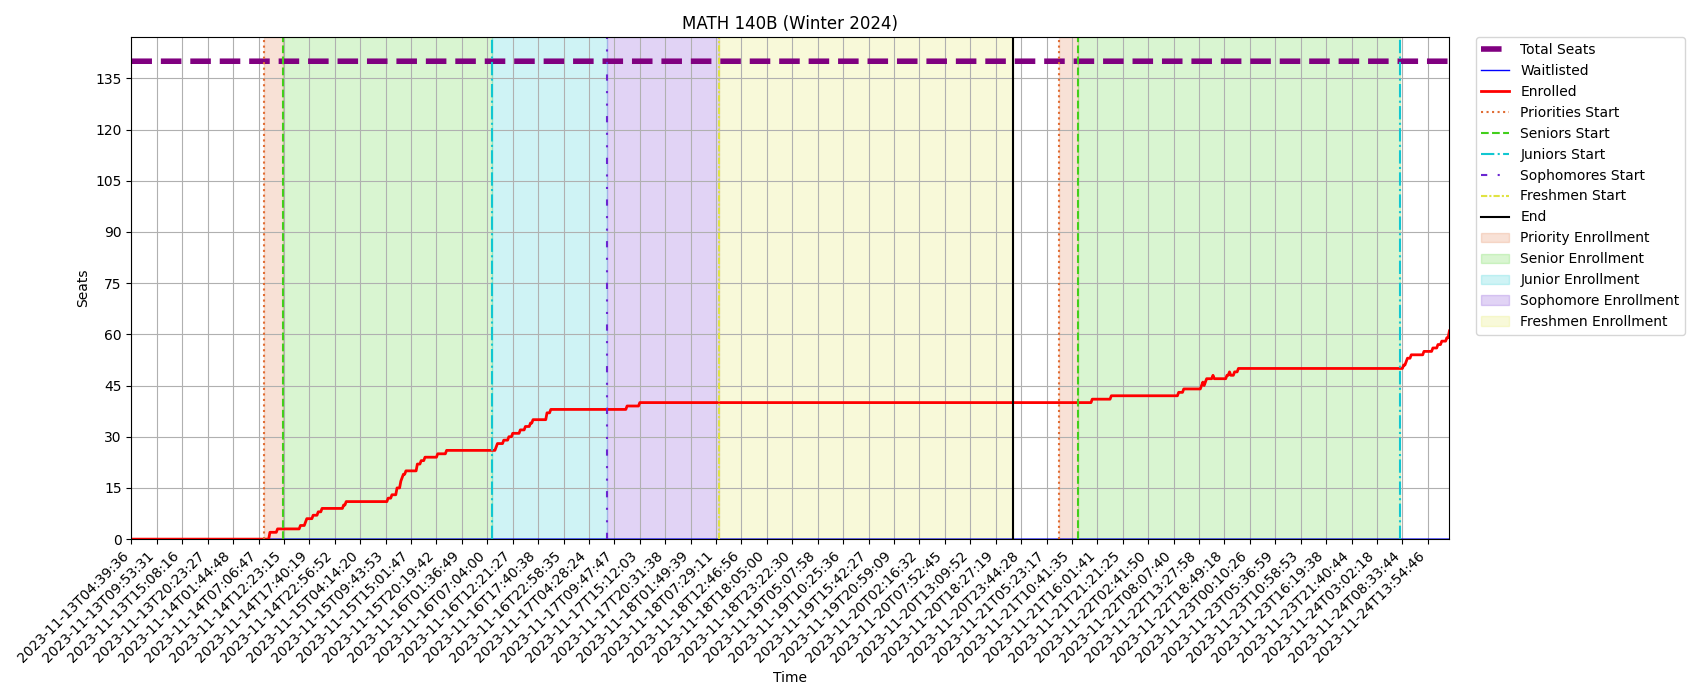 MATH 140B (Winter 2024)
Seats
135
120
105
90
75
60
45
30
15
0
2023-11-13T04:39:36
2023-11-13T09:53:31
2023-11-13T15:08:16
2023-11-13T20:23:27
2023-11-14T01:44:48
2023-11-14T07:06:47
2023-11-14T12:23:15
2023-11-14T17:40:19
2023-11-14T22:56:52
2023-11-15T04:14:20
2023-11-15T09:43:53
2023-11-15T15:01:47
2023-11-15T20:19:42
2023-11-16T01:36:49
2023-11-16T07:04:00
2023-11-16T12:21:27
2023-11-16T17:40:38
2023-11-16T22:58:35
2023-11-17T04:28:24
2023-11-17T09:47:47
2023-11-17T15:12:03
2023-11-17T20:31:38
2023-11-18T01:49:39
2023-11-18T07:29:11
2023-11-18T12:46:56
2023-11-18T18:05:00
2023-11-18T23:22:30
2023-11-19T05:07:58
2023-11-19T10:25:36
2023-11-19T15:42:27
2023-11-19T20:59:09
2023-11-20T02:16:32
2023-11-20T07:52:45
2023-11-20T13:09:52
2023-11-20T18:27:19
2023-11-20T23:44:28
2023-11-21T05:23:17
2023-11-21T10:41:35
2023-11-21T16:01:41
2023-11-21T21:21:25
2023-11-22T02:41:50
2023-11-22T08:07:40
2023-11-22T13:27:58
2023-11-22T18:49:18
2023-11-23T00:10:26
2023-11-23T05:36:59
2023-11-23T10:58:53
2023-11-23T16:19:38
2023-11-23T21:40:44
2023-11-24T03:02:18
2023-11-24T08:33:44
2023-11-24T13:54:46
Time
Total Seats
Waitlisted
Enrolled
Priorities Start
Seniors Start
Juniors Start
Sophomores Start
Freshmen Start
End
Priority Enrollment
Senior Enrollment
Junior Enrollment
Sophomore Enrollment
Freshmen Enrollment